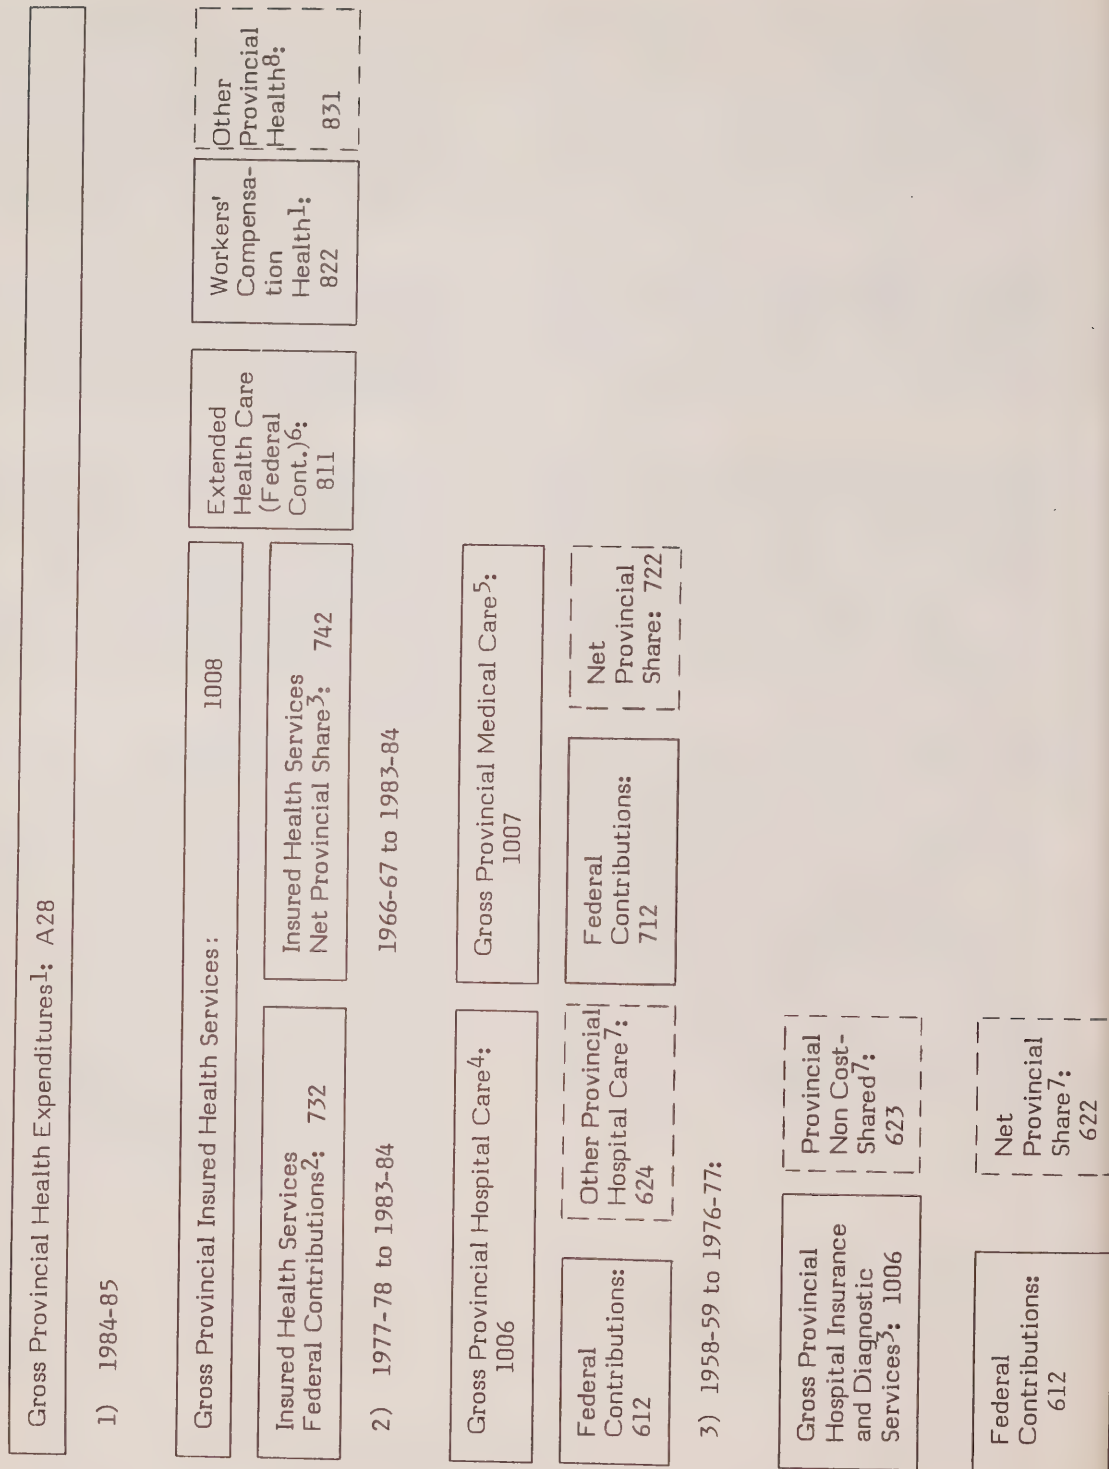 Gross Provincial Health Expenditures1: A28
1) 1984-85
Gross Provincial Insured Health Services: 1008
Insured Health Services
Federal Contributions2: 732
Insured Health Services
Net Provincial Share3: 742
Extended
Health Care
(Federal
Cont.)6:
811
Workers'
Compensa-
tion
Health1:
822
Other
Provincial
Health8:
831
2) 1977-78 to 1983-84
1966-67 to 1983-84
Gross Provincial Hospital Care4:
1006
Gross Provincial Medical Care5:
1007
Federal
Contributions:
612
Other Provincial
Hospital Care7:
624
Federal
Contributions:
712
Net
Provincial
Share: 722
3) 1958-59 to 1976-77:
Gross Provincial
Hospital Insurance
and Diagnostic
Services3: 1006
Provincial
Non Cost-
Shared7:
623
Federal
Contributions:
612
Net
Provincial
Share7:
622